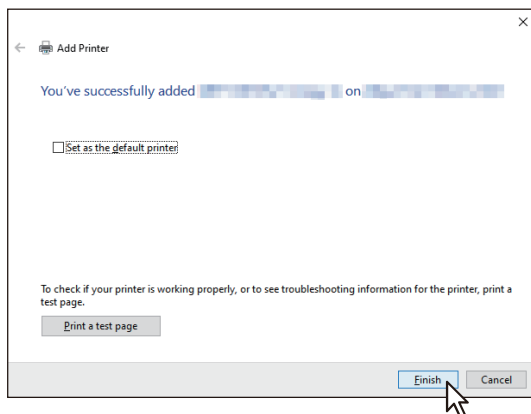 Add Printer
You've successfully added on
Set as the default printer
To check if your printer is working properly, or to see troubleshooting information for the printer, print a
test page.
Print a test page
Finish Cancel